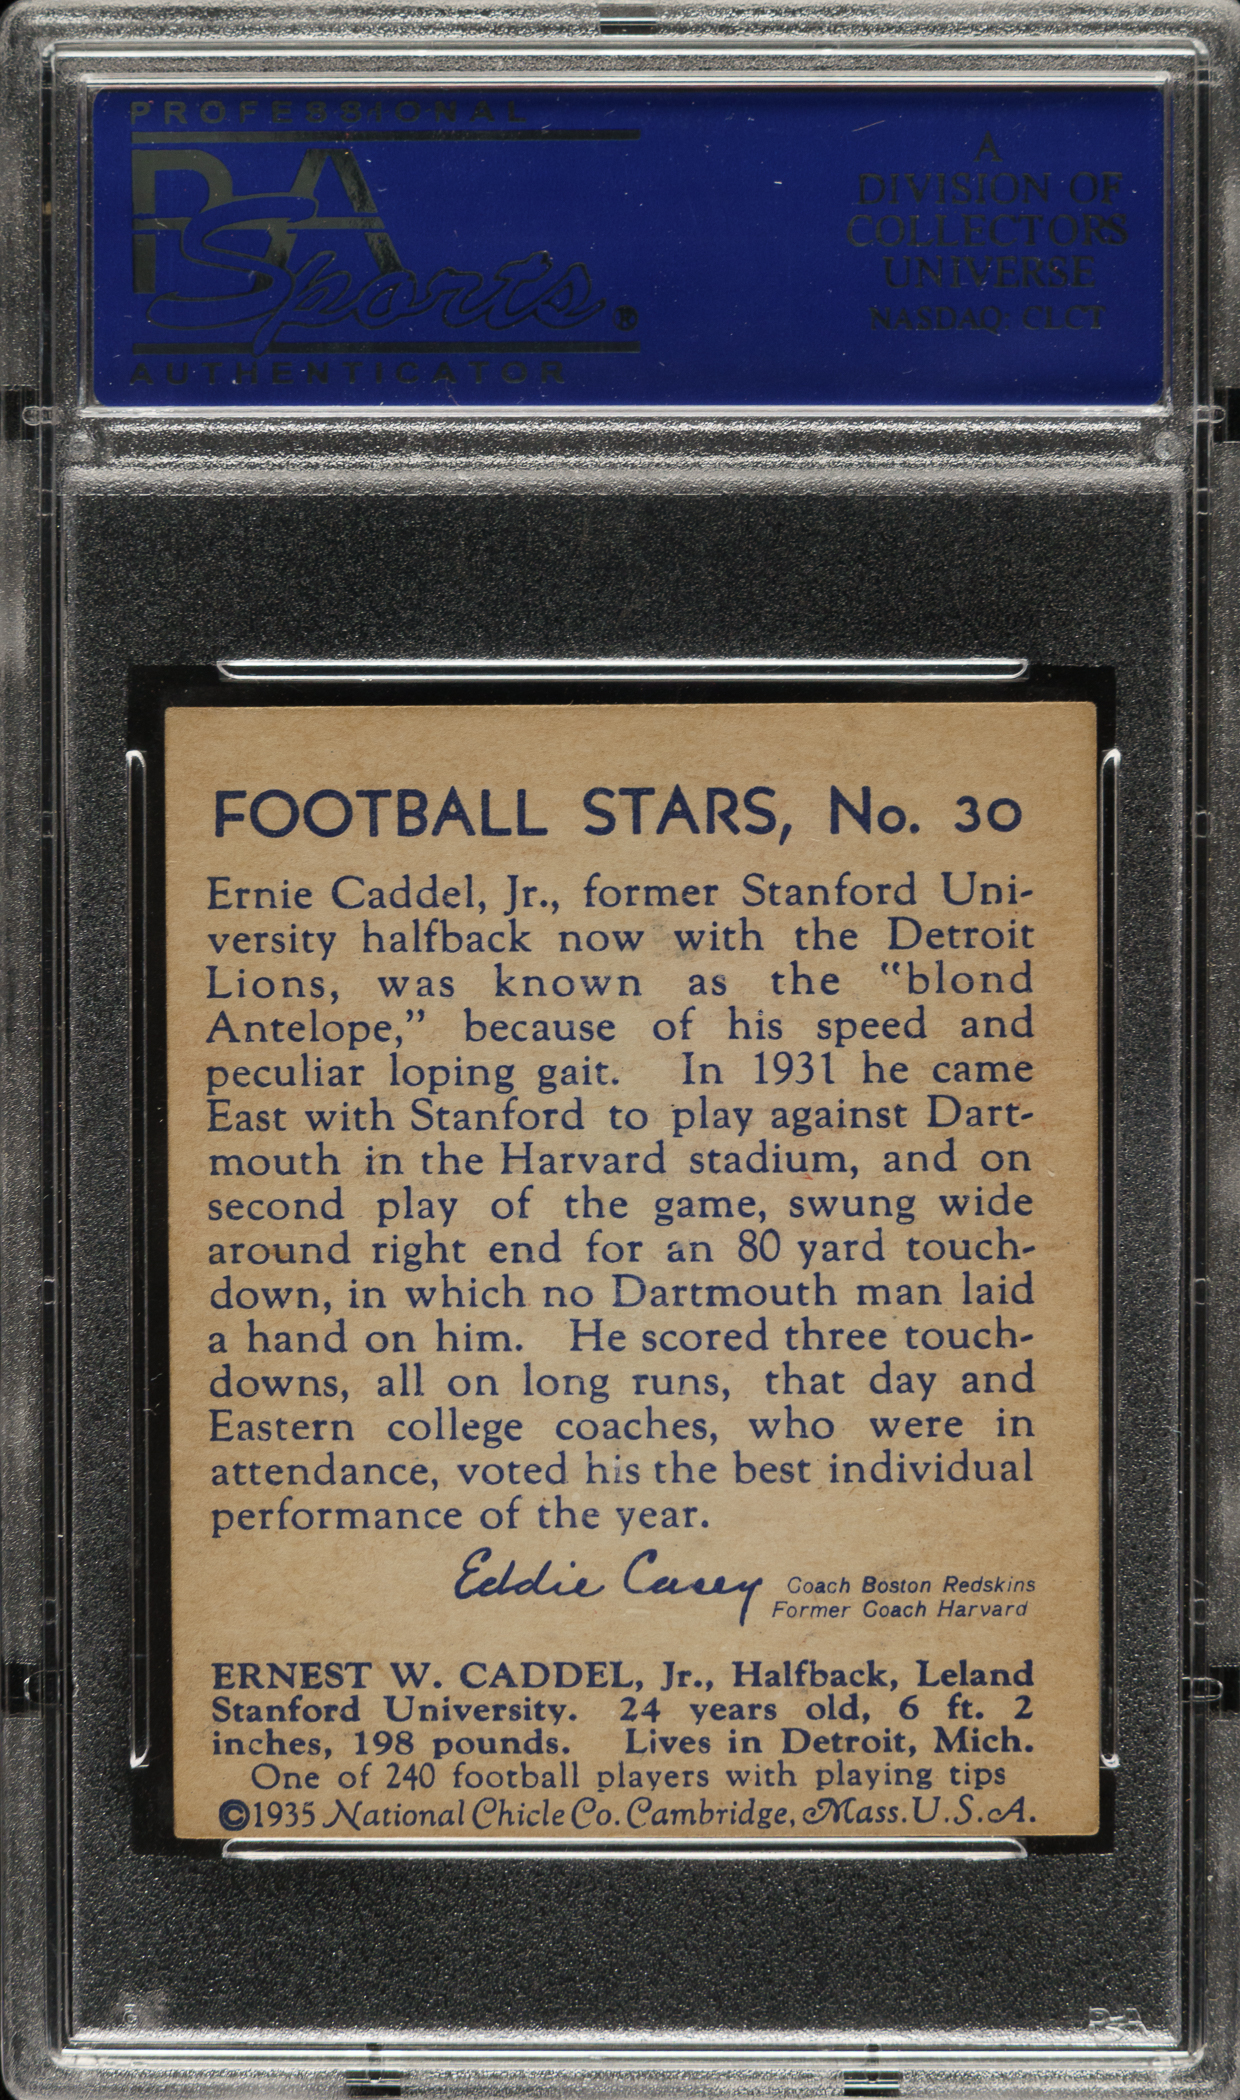 PROFESSIONAL
PSA
Sports®
AUTHENTICATOR
A
DIVISION OF
COLLECTORS
UNIVERSE
NASDAQ: CLCT
FOOTBALL STARS, No. 30
Ernie Caddel, Jr., former Stanford Uni-
versity halfback now with the Detroit
Lions, was known as the "blond
Antelope," because of his speed and
peculiar loping gait. In 1931 he came
East with Stanford to play against Dart-
mouth in the Harvard stadium, and on
second play of the game, swung wide
around right end for an 80 yard touch-
down, in which no Dartmouth man laid
a hand on him. He scored three touch-
downs, all on long runs, that day and
Eastern college coaches, who were in
attendance, voted his the best individual
performance of the year.
Eddie Casey Coach Boston Redskins
Former Coach Harvard
ERNEST W. CADDEL, Jr., Halfback, Leland
Stanford University. 24 years old, 6 ft. 2
inches, 198 pounds. Lives in Detroit, Mich.
One of 240 football players with playing tips
©1935 National Chicle Co. Cambridge, Mass. U.S.A.
PSA